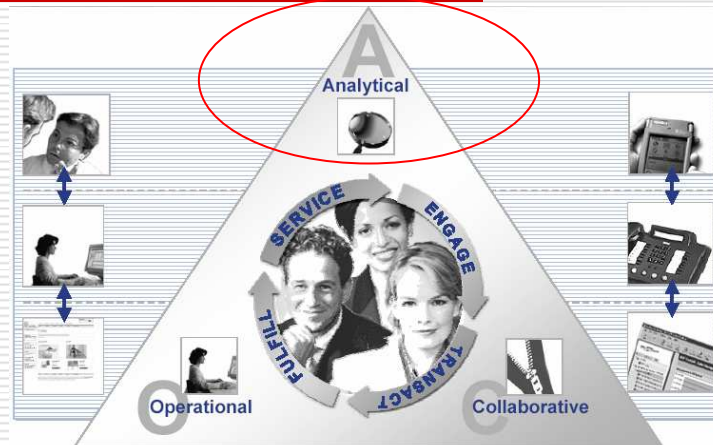 A
Analytical
SERVICE
ENGAGE
TRANSACT
FULFILL
O
Operational
C
Collaborative